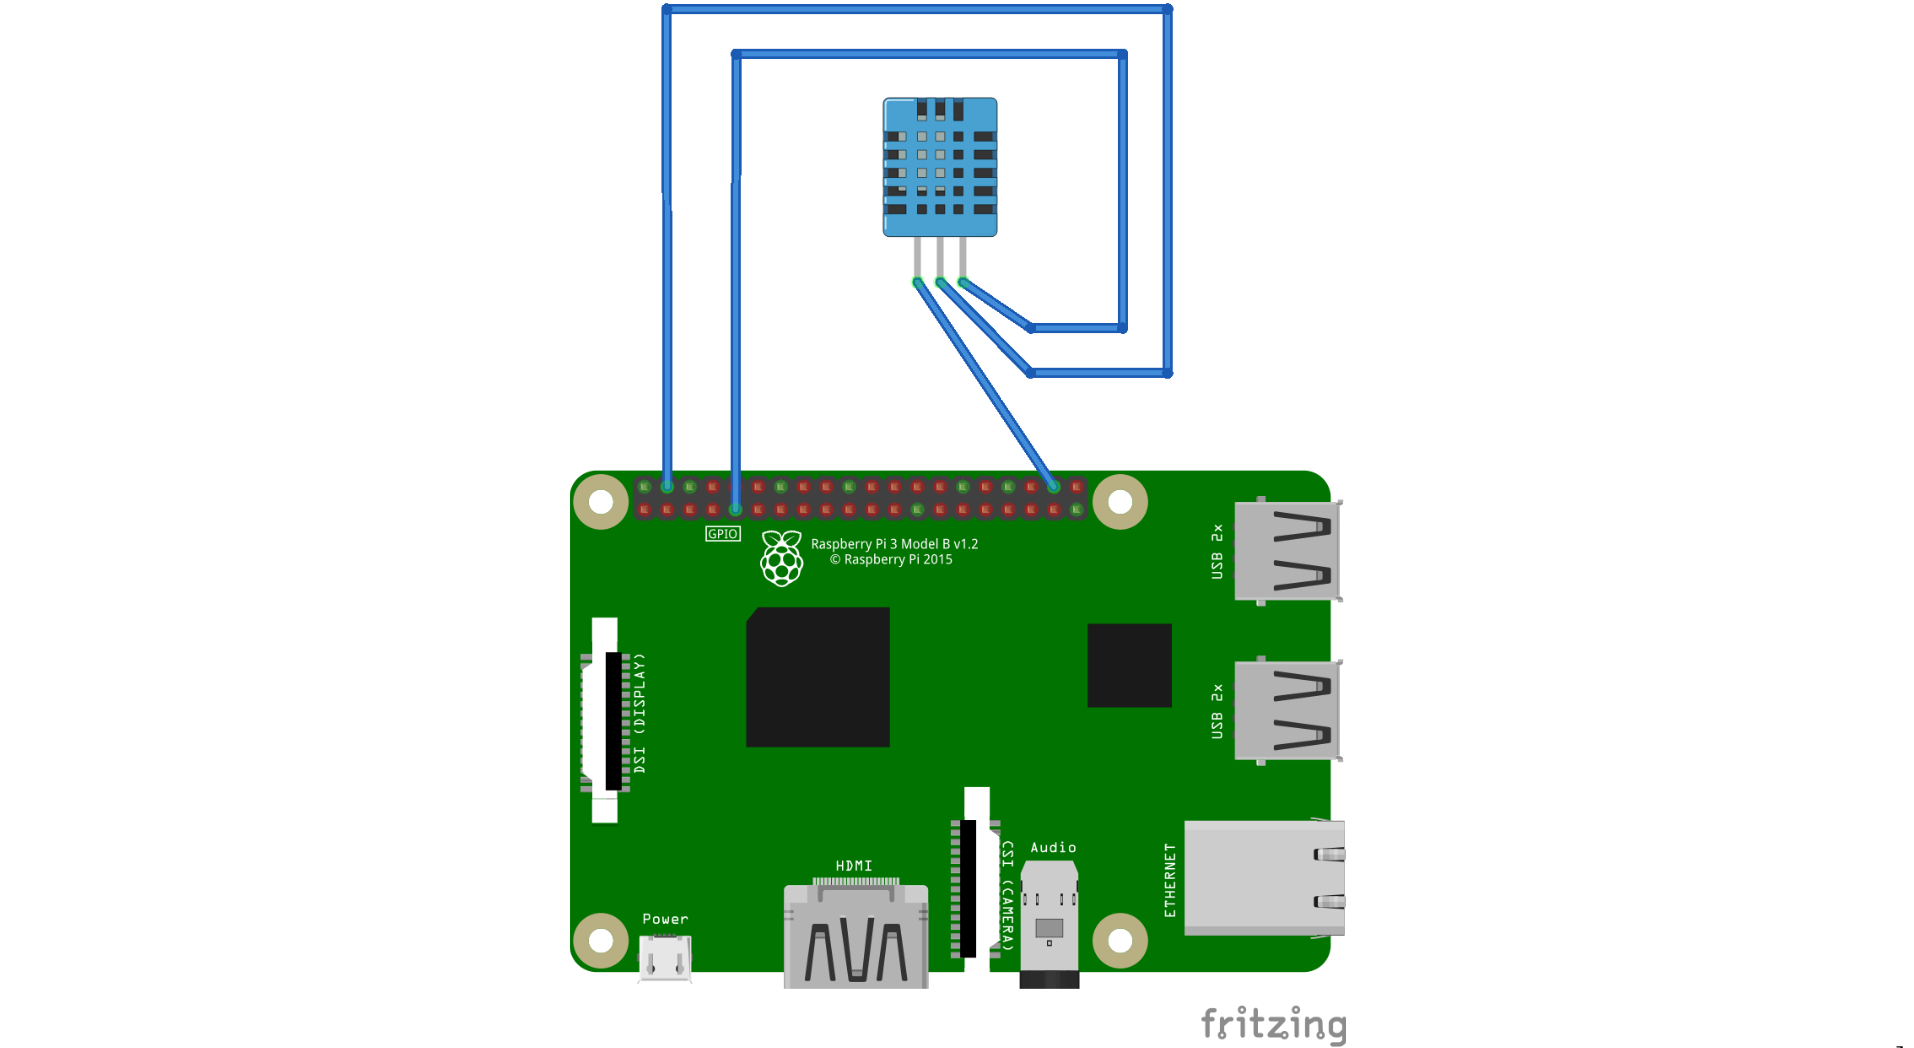 GPIO
Raspberry Pi 3 Model B v1.2
© Raspberry Pi 2015
USB 2x
DSI (DISPLAY)
USB 2x
HDMI
CSI (CAMERA)
Audio
ETHERNET
Power
fritzing